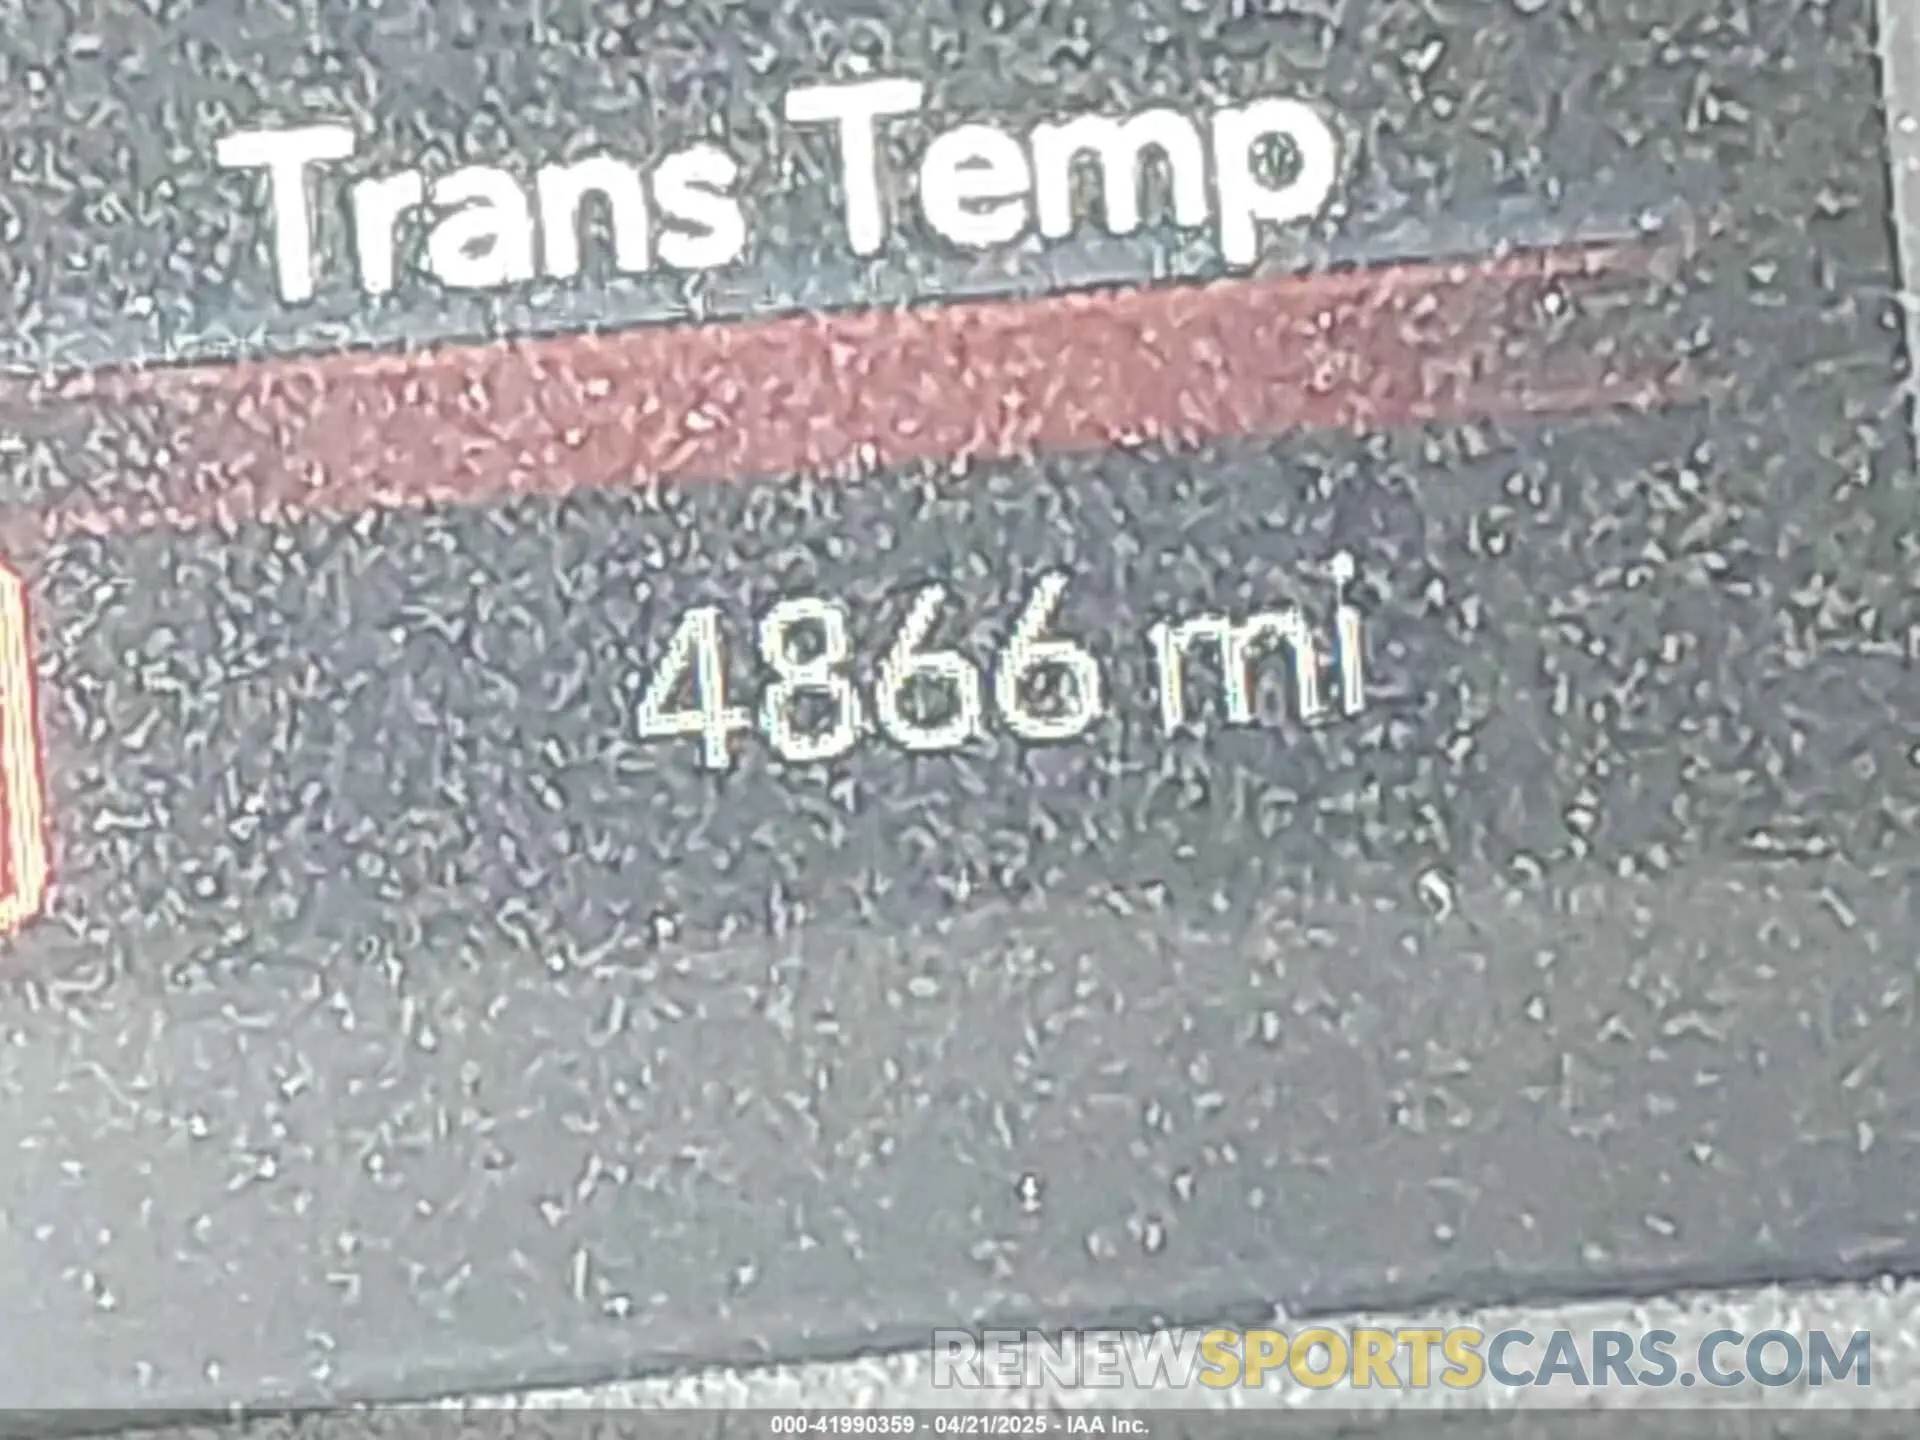 Trans Temp
4866 mi
RENEWSPORTSCARS.COM
000-41990359 - 04/21/2025 - IAA Inc.